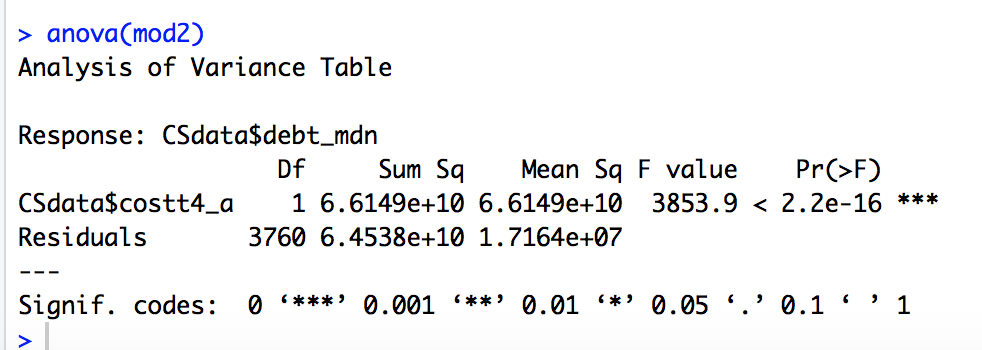 > anova(mod2)
Analysis of Variance Table
Response: CSdata$debt_mdn
Df Sum Sq Mean Sq F value Pr(>F)
CSdata$costt4_a 1 6.6149e+10 6.6149e+10 3853.9 < 2.2e-16 ***
Residuals 3760 6.4538e+10 1.7164e+07
---
Signif. codes: 0 ‘***’ 0.001 ‘**’ 0.01 ‘*’ 0.05 ‘.’ 0.1 ‘ ’ 1
>